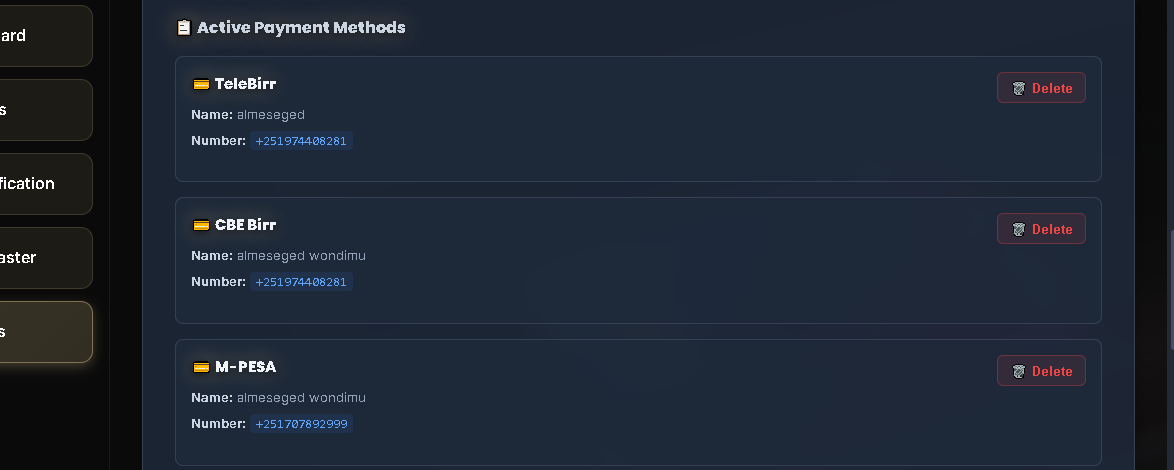 Active Payment Methods
TeleBirr
Delete
Name: almeseged
Number: +251974408281
CBE Birr
Delete
Name: almeseged wondimu
Number: +251974408281
M-PESA
Delete
Name: almeseged wondimu
Number: +251707892999
ard
s
fication
aster
s